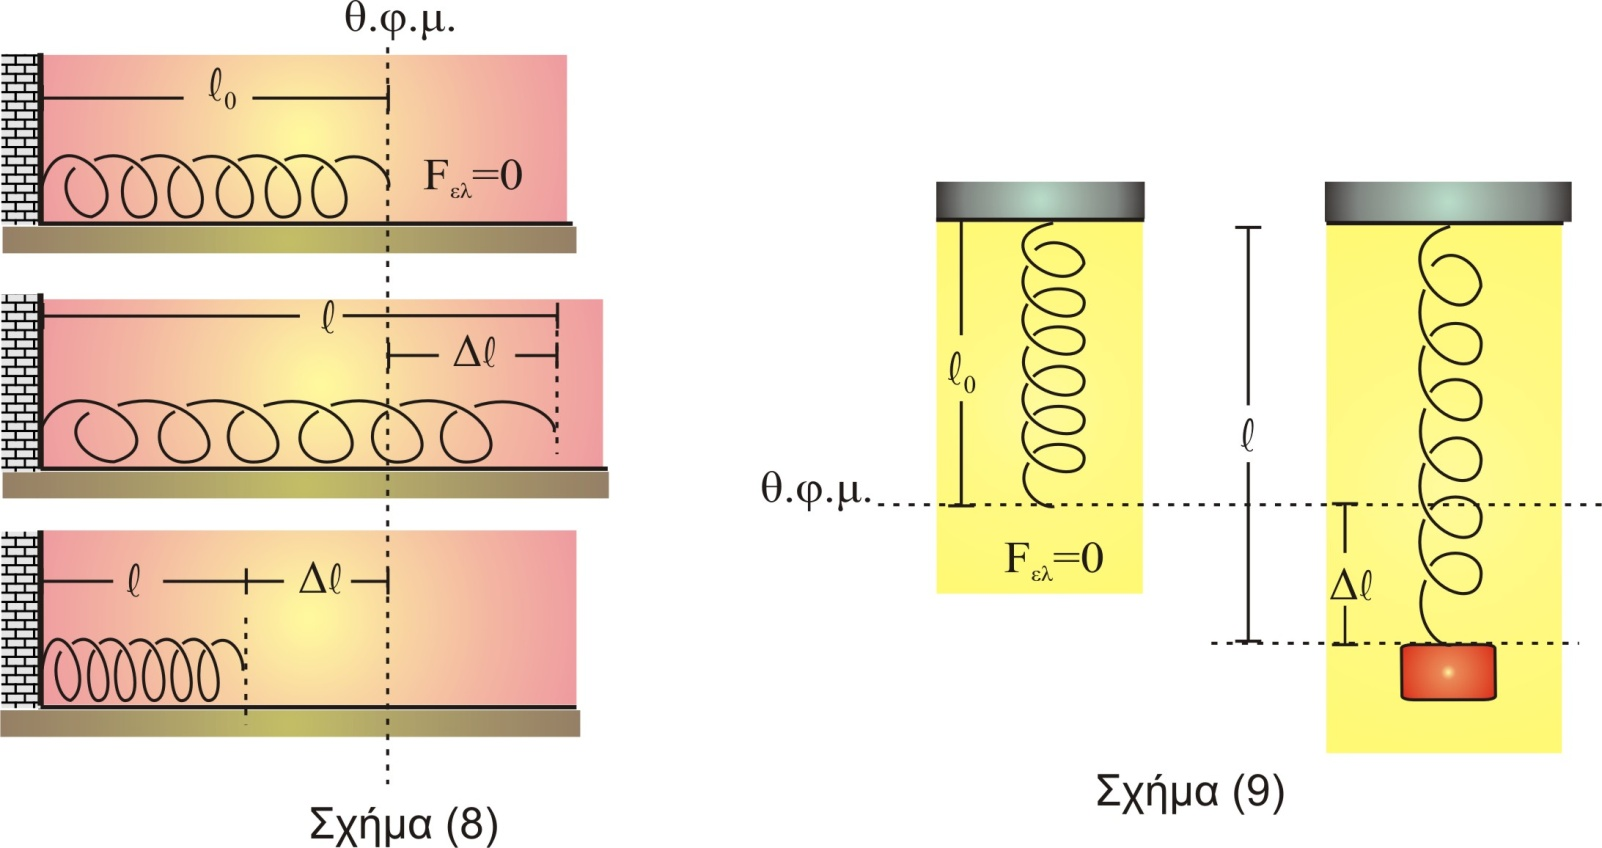 θ.φ.μ.
ℓ₀
Fελ=0
ℓ
Δℓ
ℓ
Δℓ
Σχήμα (8)
ℓ₀
θ.φ.μ.
Fελ=0
ℓ
Δℓ
Σχήμα (9)